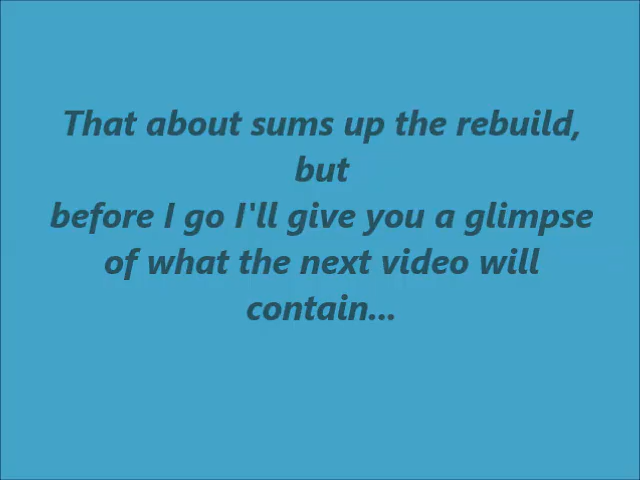 That about sums up the rebuild,
but
before I go I'll give you a glimpse
of what the next video will
contain...